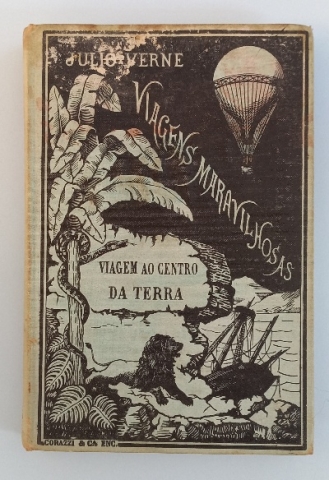 JULIO VERNE
VIAGENS MARAVILHOSAS
VIAGEM AO CENTRO
DA TERRA
CORAZZI & CA ENC.